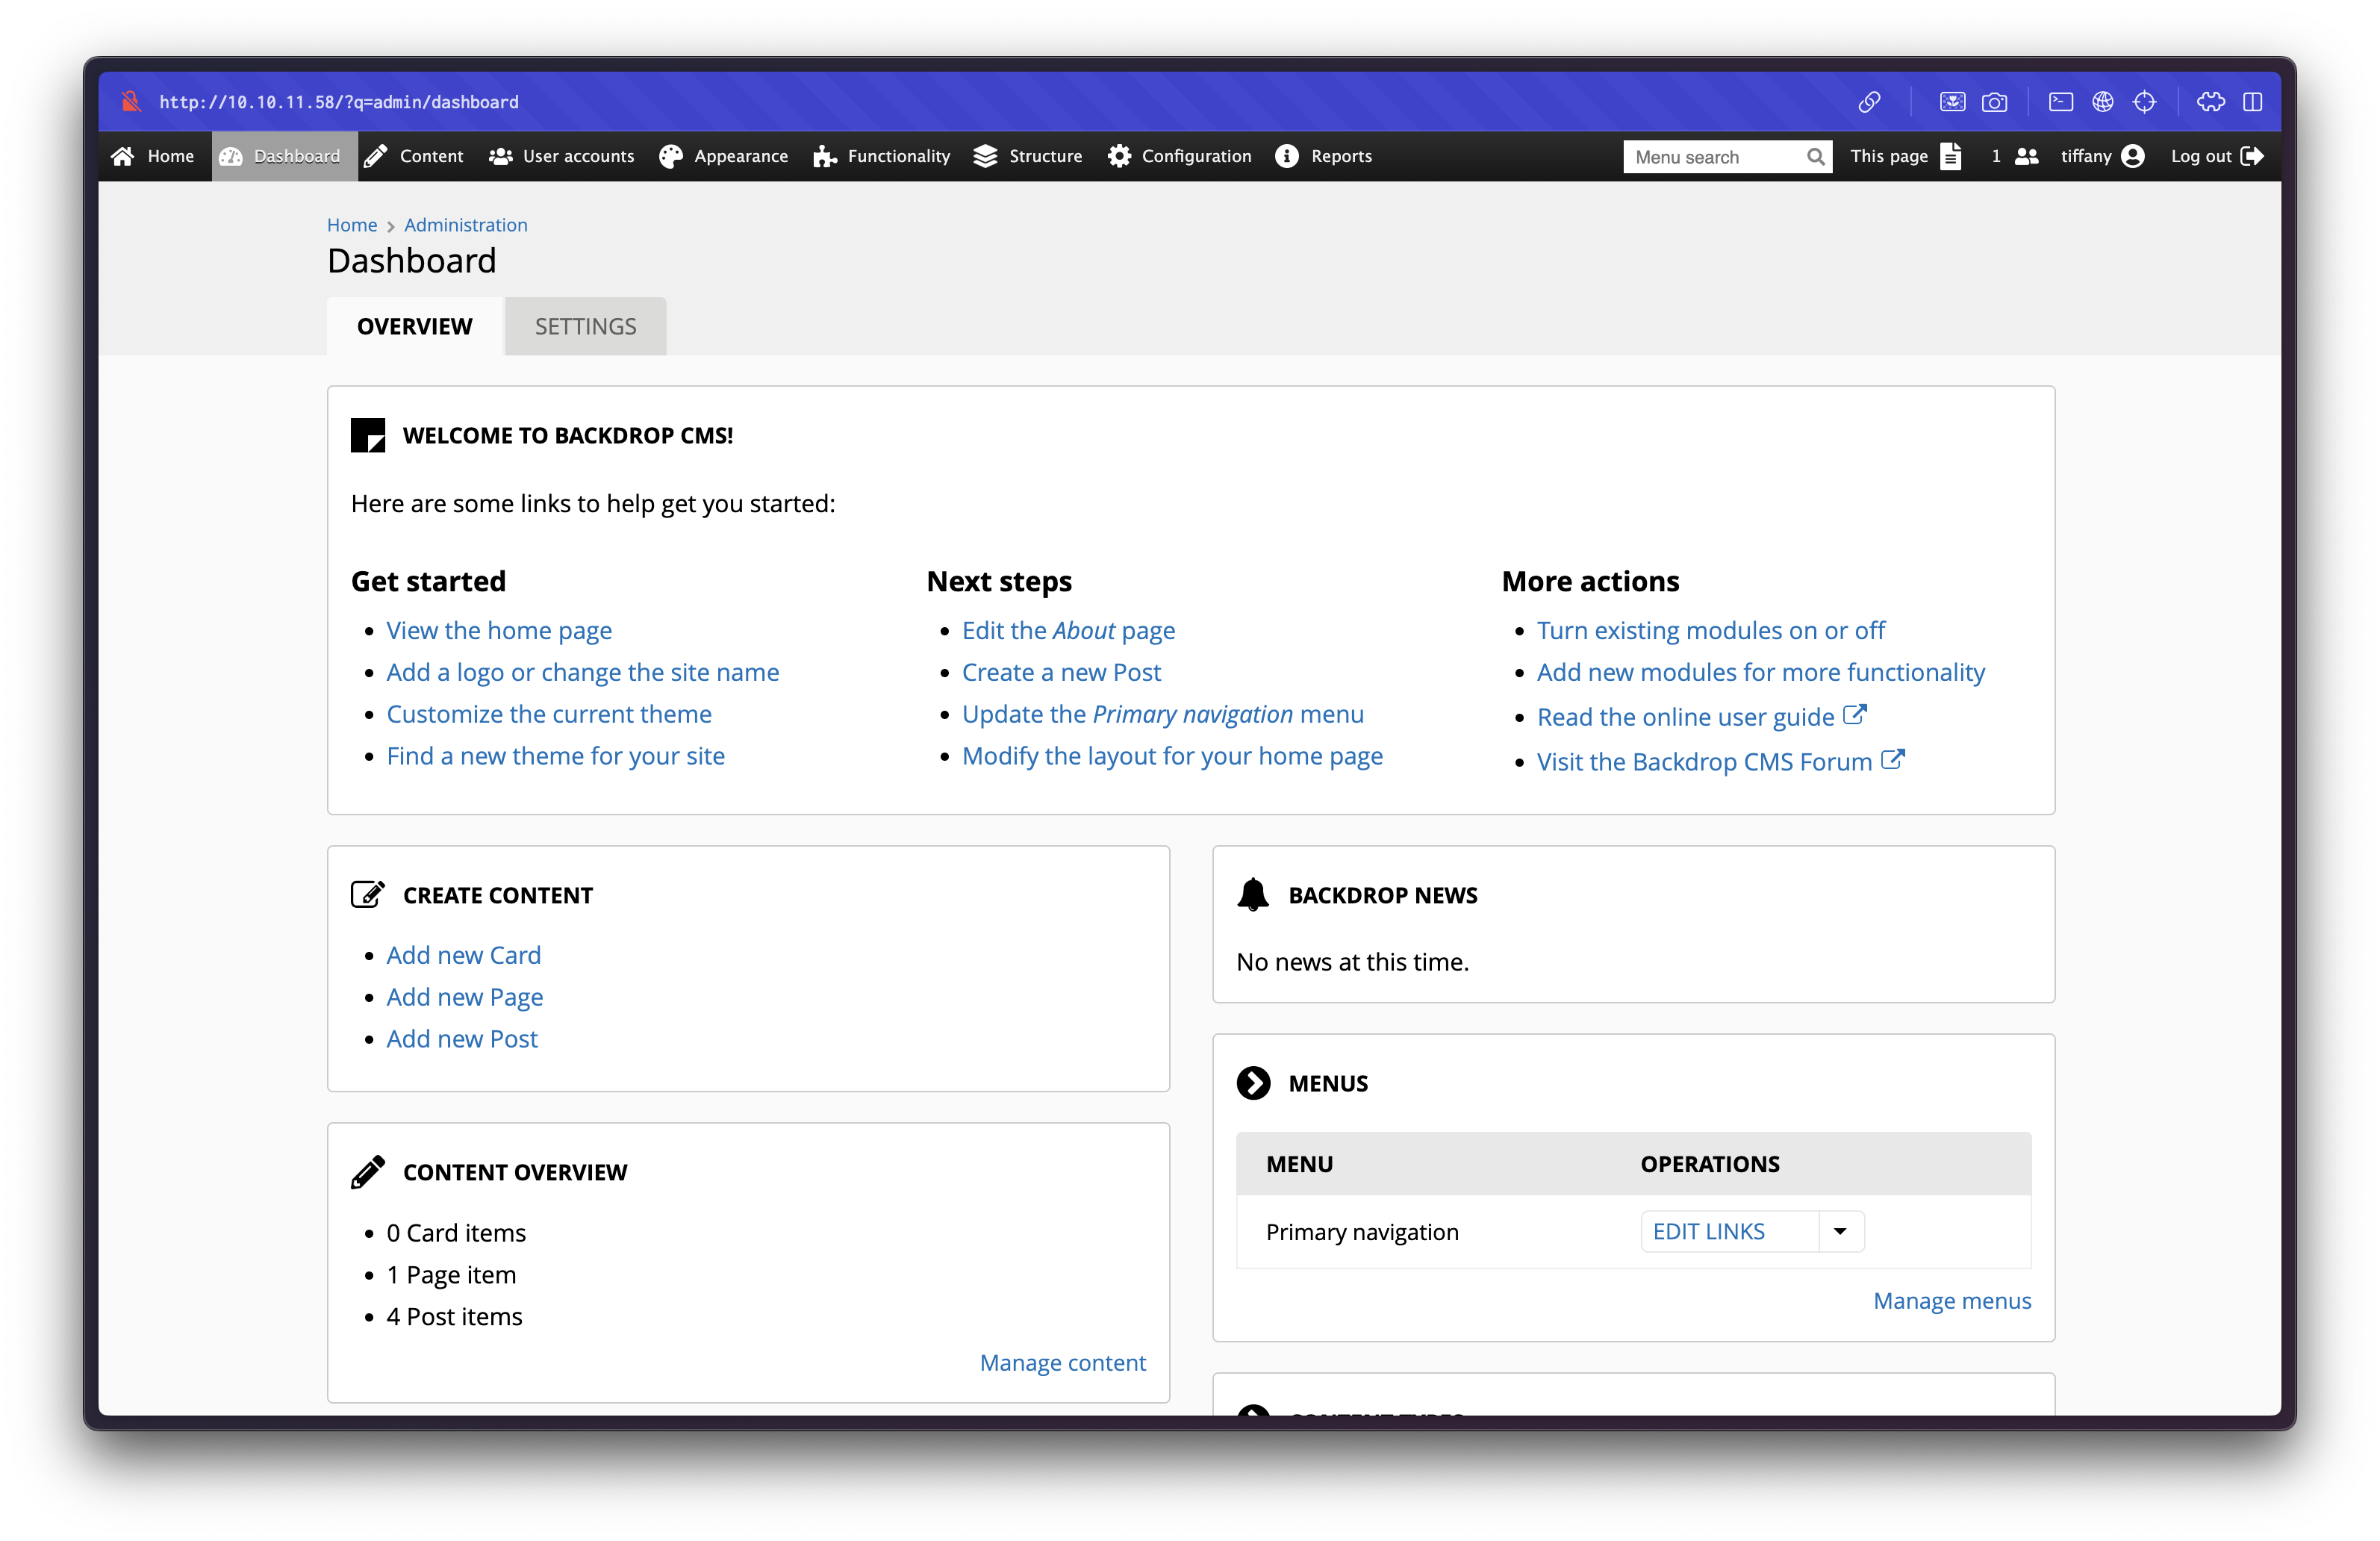 http://10.10.11.58/?q=admin/dashboard
Home Dashboard Content User accounts Appearance Functionality Structure Configuration Reports Menu search This page 1 tiffany Log out
Home Administration
Dashboard
OVERVIEW SETTINGS
WELCOME TO BACKDROP CMS!
Here are some links to help get you started:
Get started
View the home page
Add a logo or change the site name
Customize the current theme
Find a new theme for your site
Next steps
Edit the About page
Create a new Post
Update the Primary navigation menu
Modify the layout for your home page
More actions
Turn existing modules on or off
Add new modules for more functionality
Read the online user guide
Visit the Backdrop CMS Forum
CREATE CONTENT
Add new Card
Add new Page
Add new Post
CONTENT OVERVIEW
0 Card items
1 Page item
4 Post items
Manage content
BACKDROP NEWS
No news at this time.
MENUS
MENU OPERATIONS
Primary navigation EDIT LINKS
Manage menus